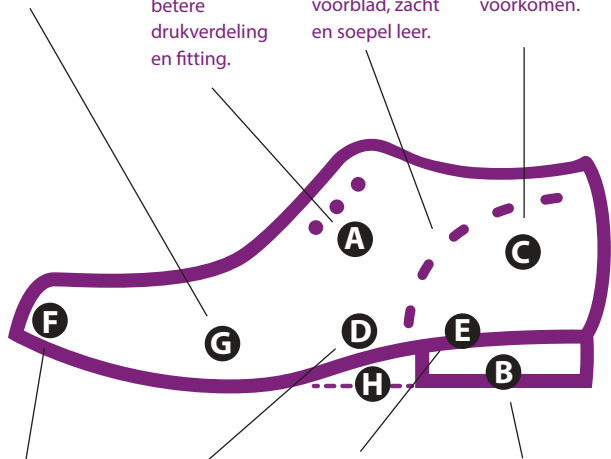 betere
drukverdeling
en fitting.
voorblad, zacht
en soepel leer.
voorkomen.
A
C
F
D
E
G
H
B